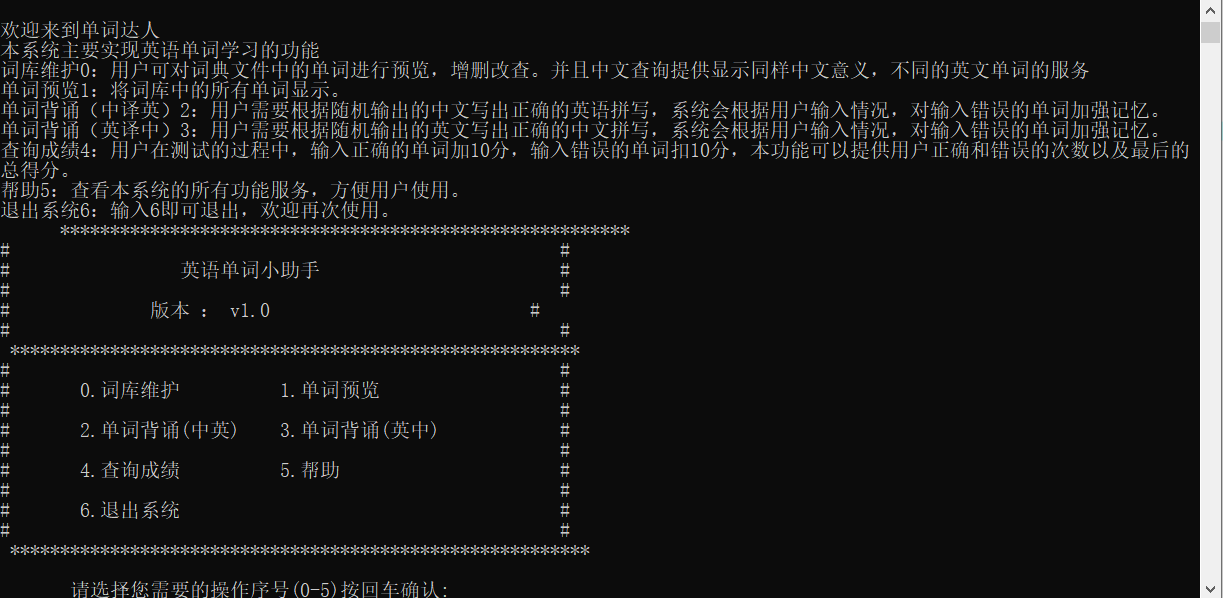 欢迎来到单词达人
本系统主要实现英语单词学习的功能
词库维护0: 用户可对词典文件中的单词进行预览，增删改查。并且中文查询提供显示同样中文意义，不同的英文单词的服务
单词预览1: 将词库中的所有单词显示。
单词背诵（中译英）2: 用户需要根据随机输出的中文写出正确的英语拼写，系统会根据用户输入情况，对输入错误的单词加强记忆。
单词背诵（英译中）3: 用户需要根据随机输出的英文写出正确的中文拼写，系统会根据用户输入情况，对输入错误的单词加强记忆。
查询成绩4: 用户在测试的过程中，输入正确的单词加10分，输入错误的单词扣10分，本功能可以提供用户正确和错误的次数以及最后的
总得分。
帮助5: 查看本系统的所有功能服务，方便用户使用。
退出系统6: 输入6即可退出，欢迎再次使用。
*********************************************************
# #
# 英语单词小助手 #
# #
# 版本 ： v1.0 #
# #
*********************************************************
# #
# 0.词库维护 1.单词预览 #
# #
# 2.单词背诵(中英) 3.单词背诵(英中) #
# #
# 4.查询成绩 5.帮助 #
# #
# 6.退出系统 #
# #
**********************************************************
请选择您需要的操作序号(0-5)按回车确认: